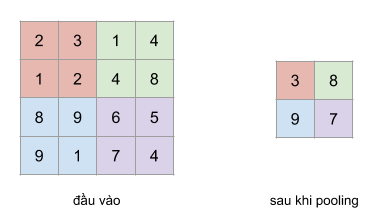 2 3 1 4
1 2 4 8
8 9 6 5
9 1 7 4
3 8
9 7
đầu vào
sau khi pooling